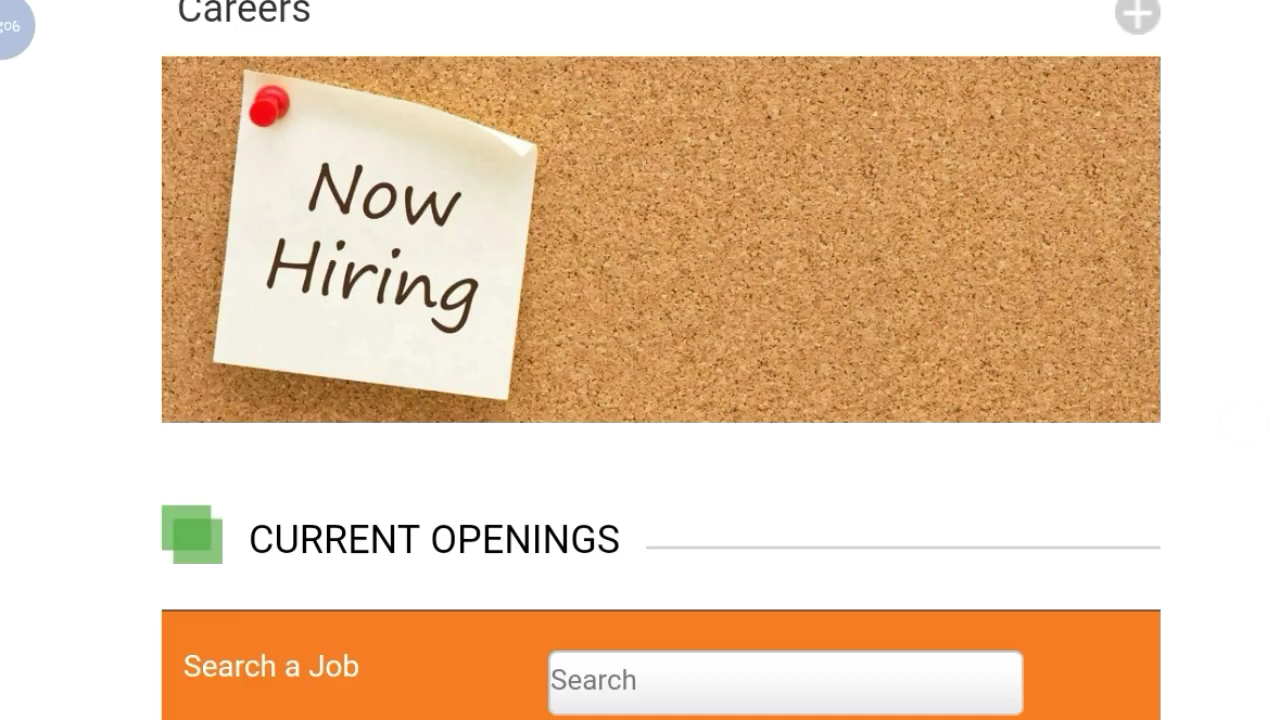 Careers
Now
Hiring
CURRENT OPENINGS
Search a Job
Search